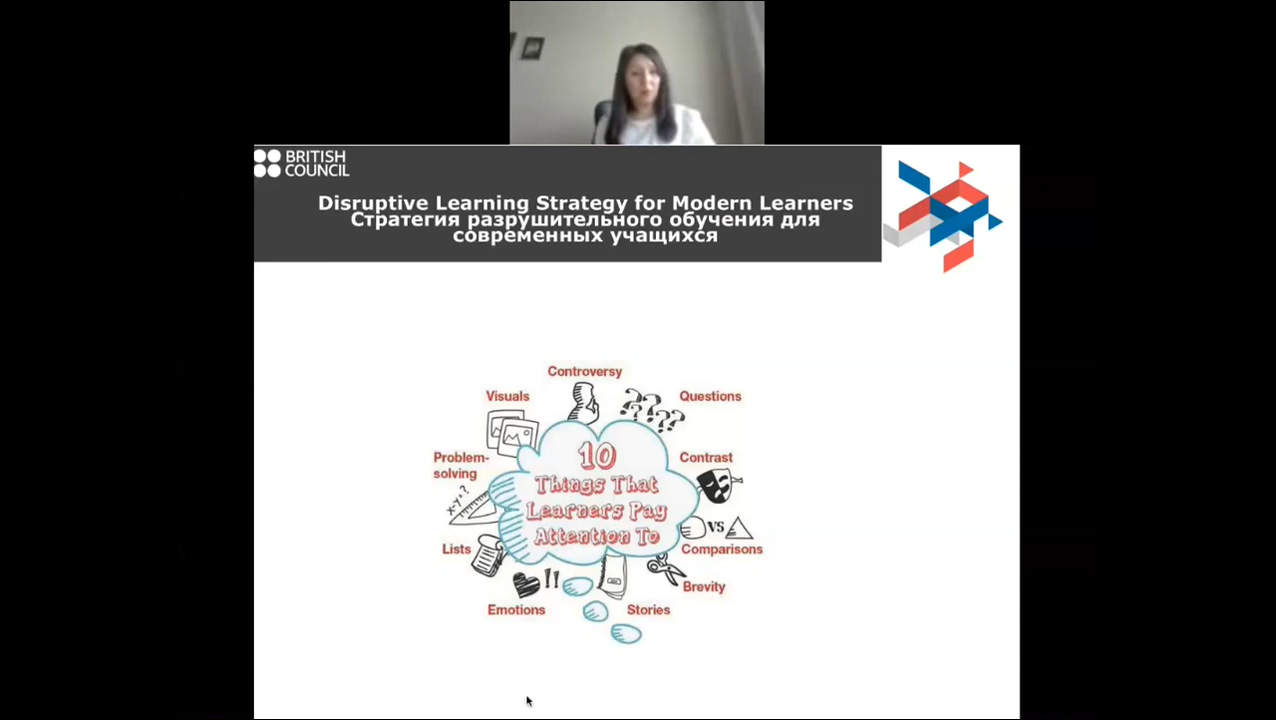 BRITISH
COUNCIL
Disruptive Learning Strategy for Modern Learners
Стратегия разрушительного обучения для
современных учащихся
Controversy
Visuals
Questions
????
??
10
Things That
Learners Pay
Attention To
Problem-
solving
x-y=?
Contrast
VS
Comparisons
Lists
Brevity
!!
Emotions
Stories